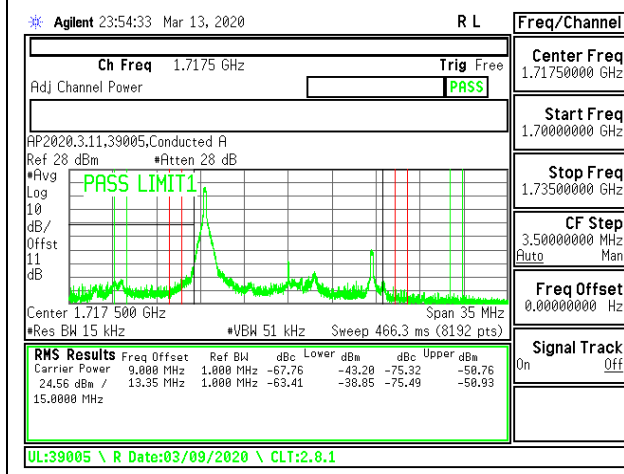 Agilent 23:54:33 Mar 13, 2020 R L
Freq/Channel
Ch Freq 1.7175 GHz Trig Free
Adj Channel Power PASS
Center Freq
1.71750000 GHz
Start Freq
1.70000000 GHz
Stop Freq
1.73500000 GHz
CF Step
3.50000000 MHz
Auto Man
Freq Offset
0.00000000 Hz
Signal Track
On Off
AP2020.3.11,39005,Conducted A
Ref 28 dBm #Atten 28 dB
#Avg
Log
10
dB/
Offst
11
dB
PASS LIMIT1
Center 1.717 500 GHz Span 35 MHz
#Res BW 15 kHz #VBW 51 kHz Sweep 466.3 ms (8192 pts)
RMS Results Freq Offset Ref BW dBc Lower dBm dBc Upper dBm
Carrier Power 9.000 MHz 1.000 MHz -67.76 -43.20 -75.32 -50.76
24.56 dBm / 13.35 MHz 1.000 MHz -63.41 -38.85 -75.49 -50.93
15.0000 MHz
UL:39005 \ R Date:03/09/2020 \ CLT:2.8.1